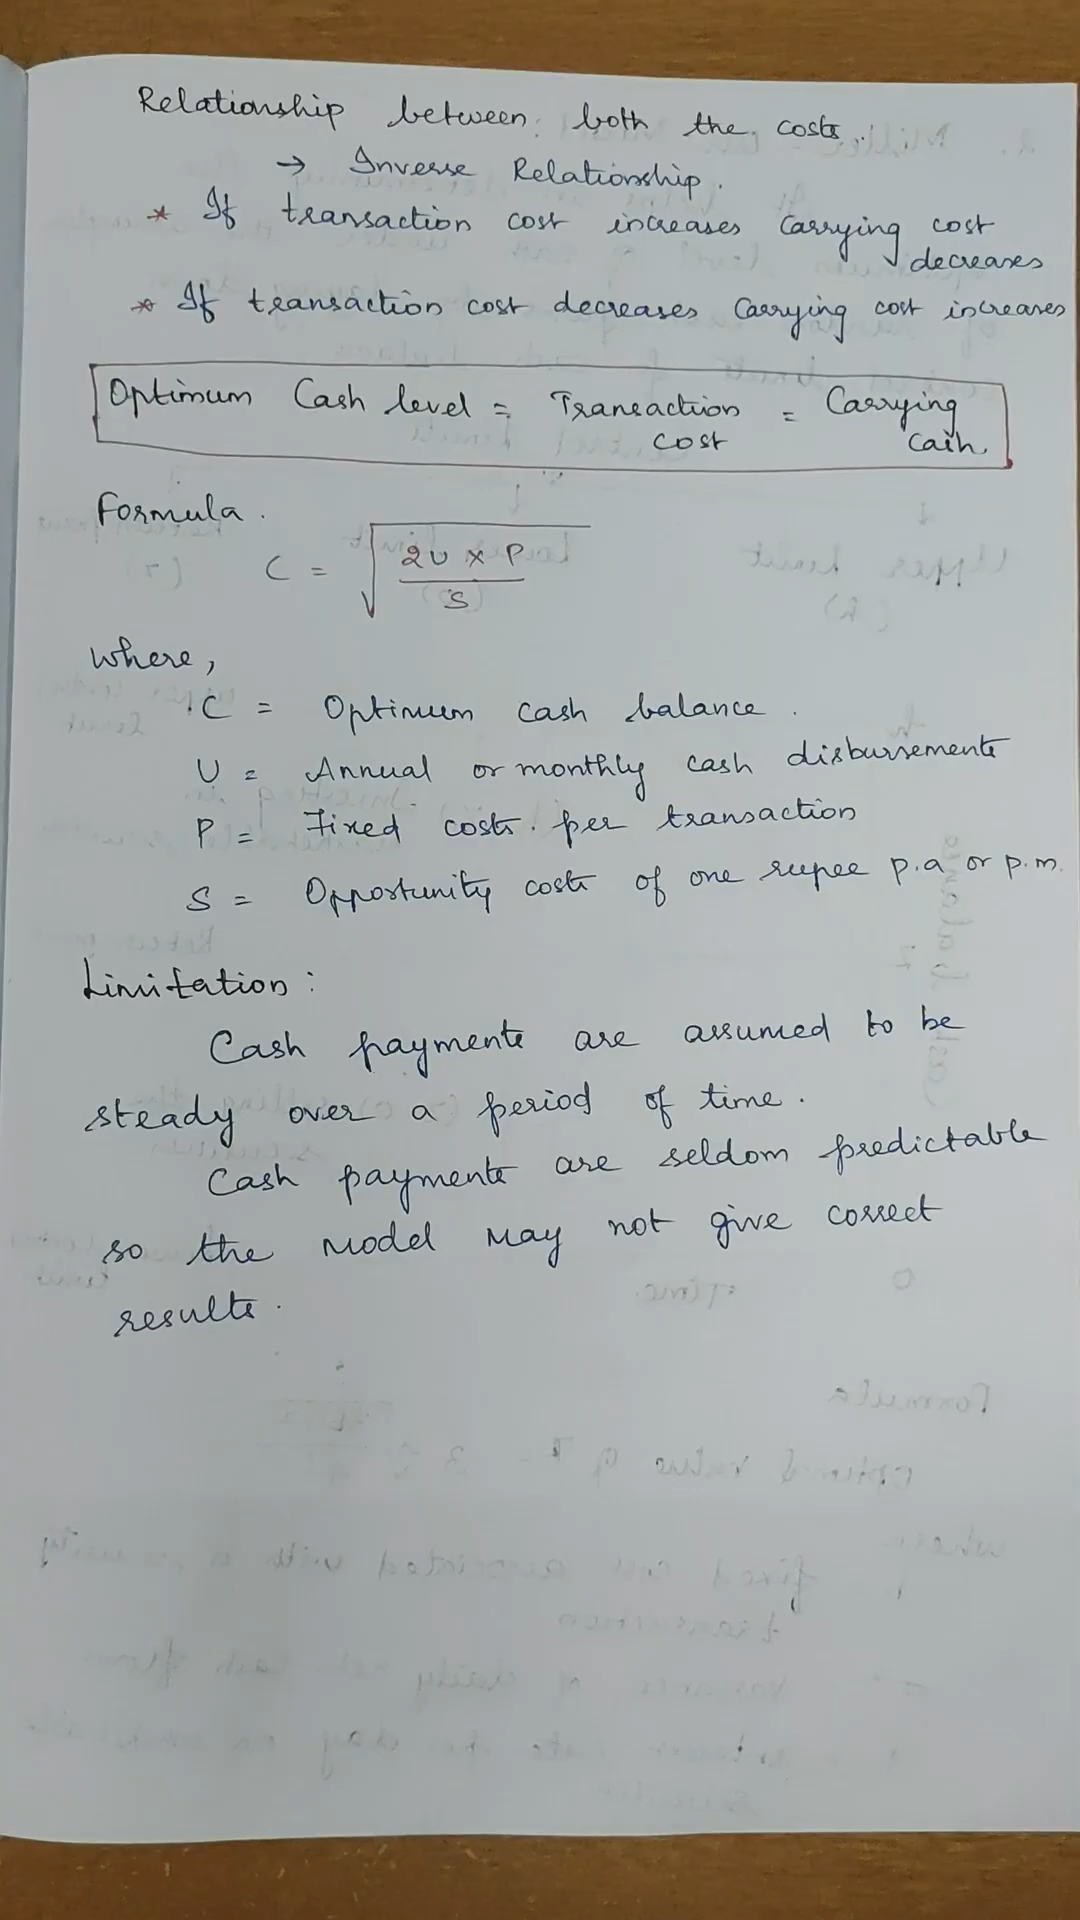 Relationship between both the costs.
→ Inverse Relationship.
* If transaction cost increases Carrying cost
decreases
* If transaction cost decreases Carrying cost increases
Optimum Cash level = Transaction = Carrying
cost cash.
Formula.
C = √ 2U x P
S
where,
C = Optimum cash balance.
U = Annual or monthly cash disbursements
P = Fixed costs per transaction
S = Opportunity costs of one rupee p.a or p.m.
Limitation:
Cash payments are assumed to be
steady over a period of time.
Cash payments are seldom predictable
so the model may not give correct
results.